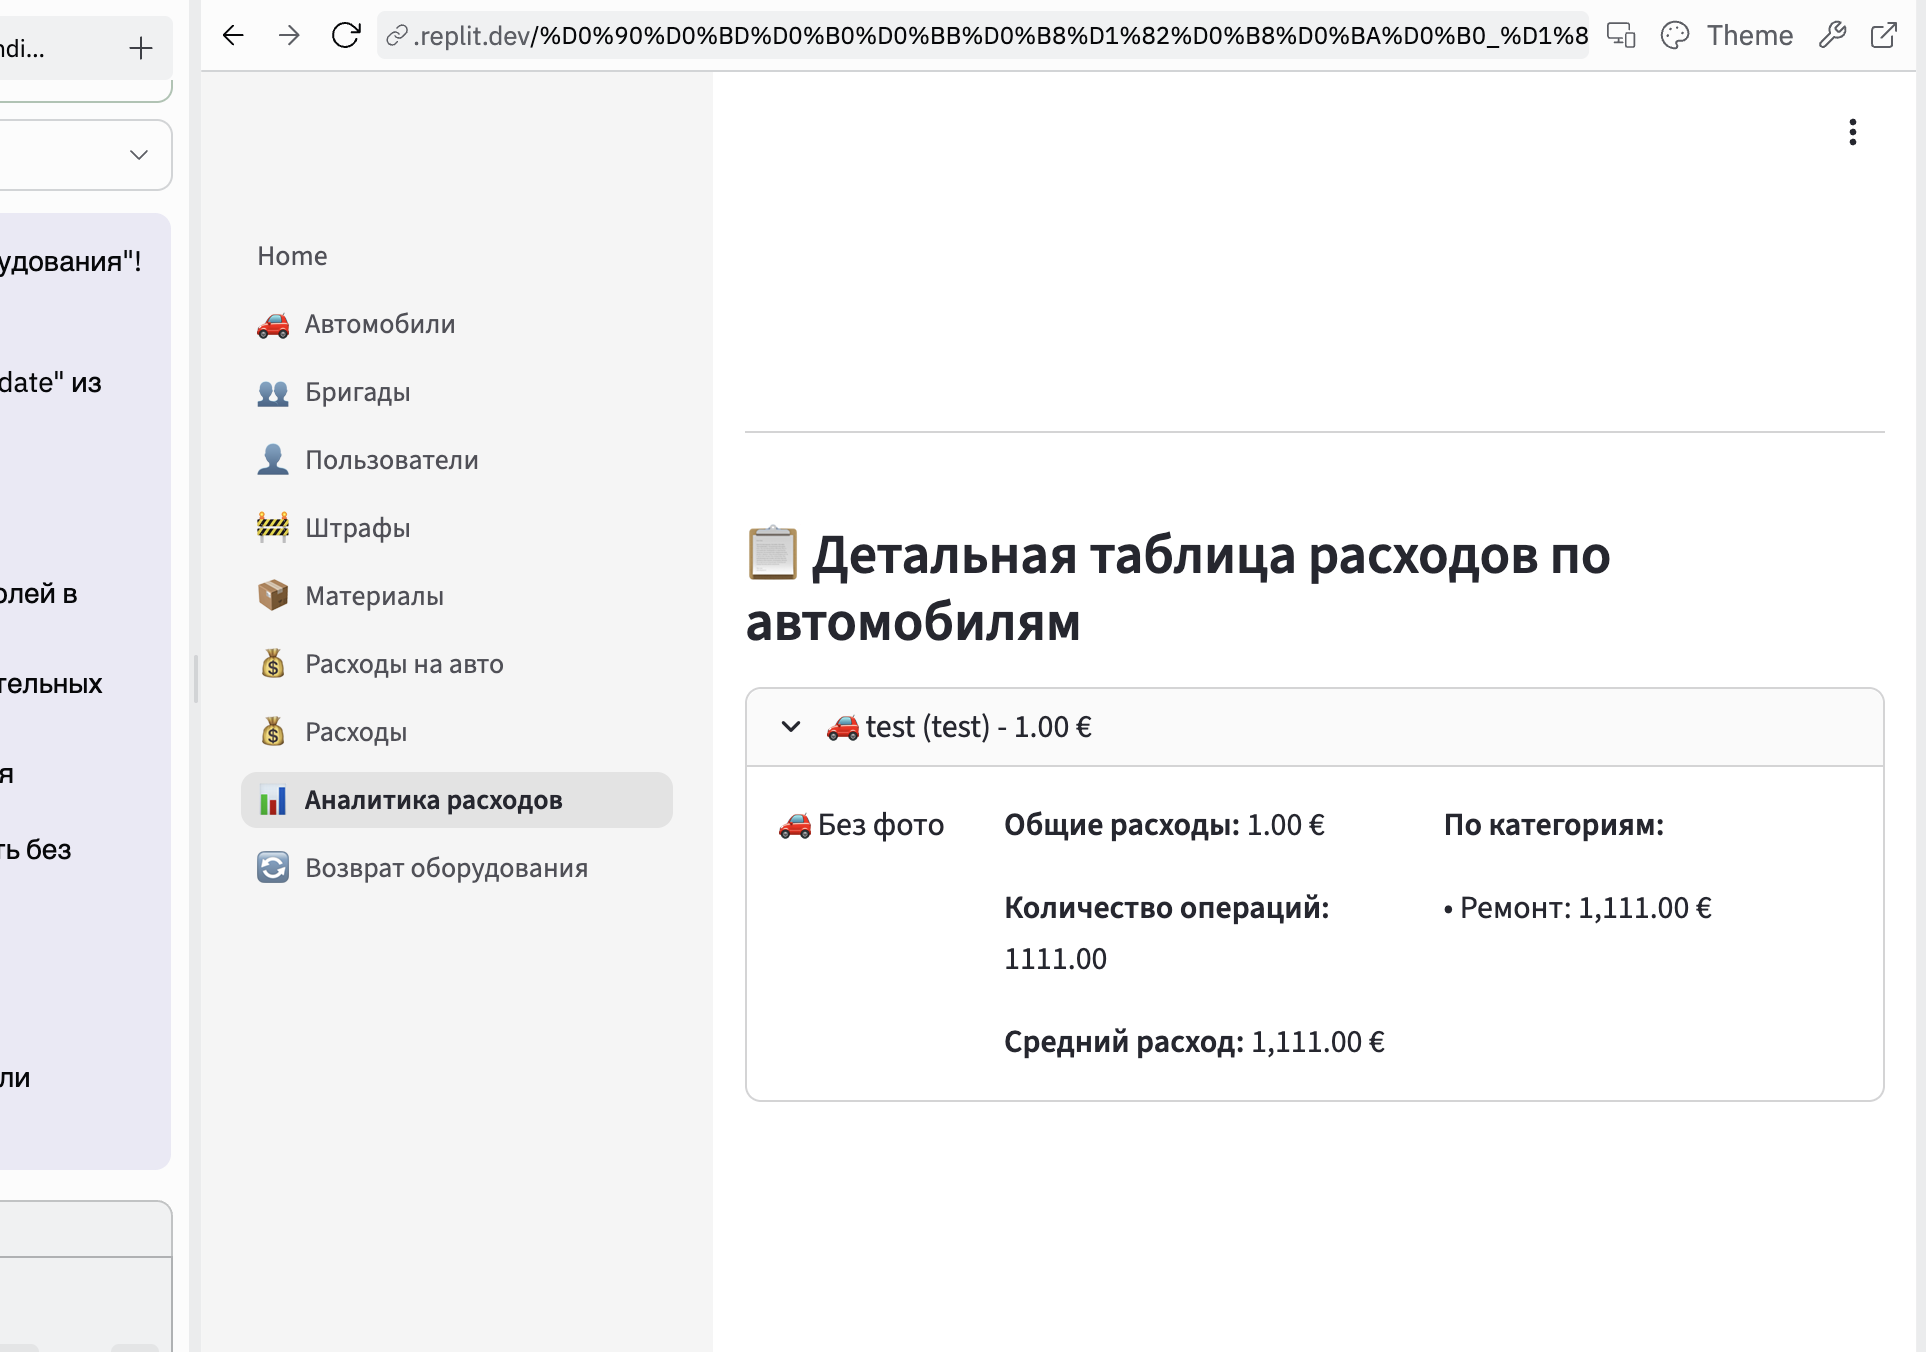 .replit.dev/%D0%90%D0%BD%D0%B0%D0%BB%D0%B8%D1%82%D0%B8%D0%BA%D0%B0_%D1%8
Theme
удования"!
date" из
тельных
я
ть без
ли
Home
Автомобили
Бригады
Пользователи
Штрафы
Материалы
Расходы на авто
Расходы
Аналитика расходов
Возврат оборудования
Детальная таблица расходов по
автомобилям
test (test) - 1.00 €
Без фото
Общие расходы: 1.00 €
Количество операций:
1111.00
Средний расход: 1,111.00 €
По категориям:
• Ремонт: 1,111.00 €